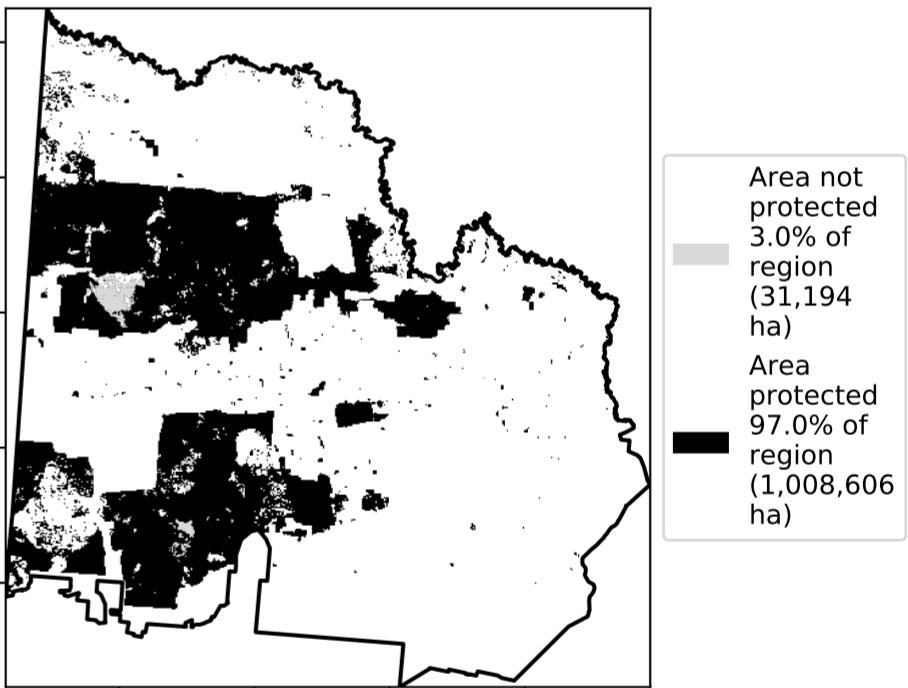 Area not
protected
3.0% of
region
(31,194
ha)
Area
protected
97.0% of
region
(1,008,606
ha)